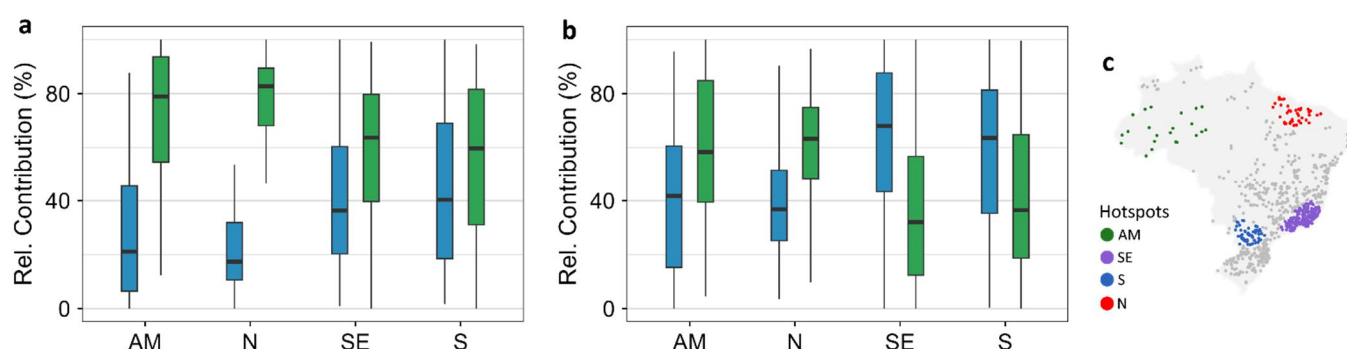 a
Rel. Contribution (%)
80
40
0
AM N SE S
b
Rel. Contribution (%)
80
40
0
AM N SE S
c
Hotspots
AM
SE
S
N